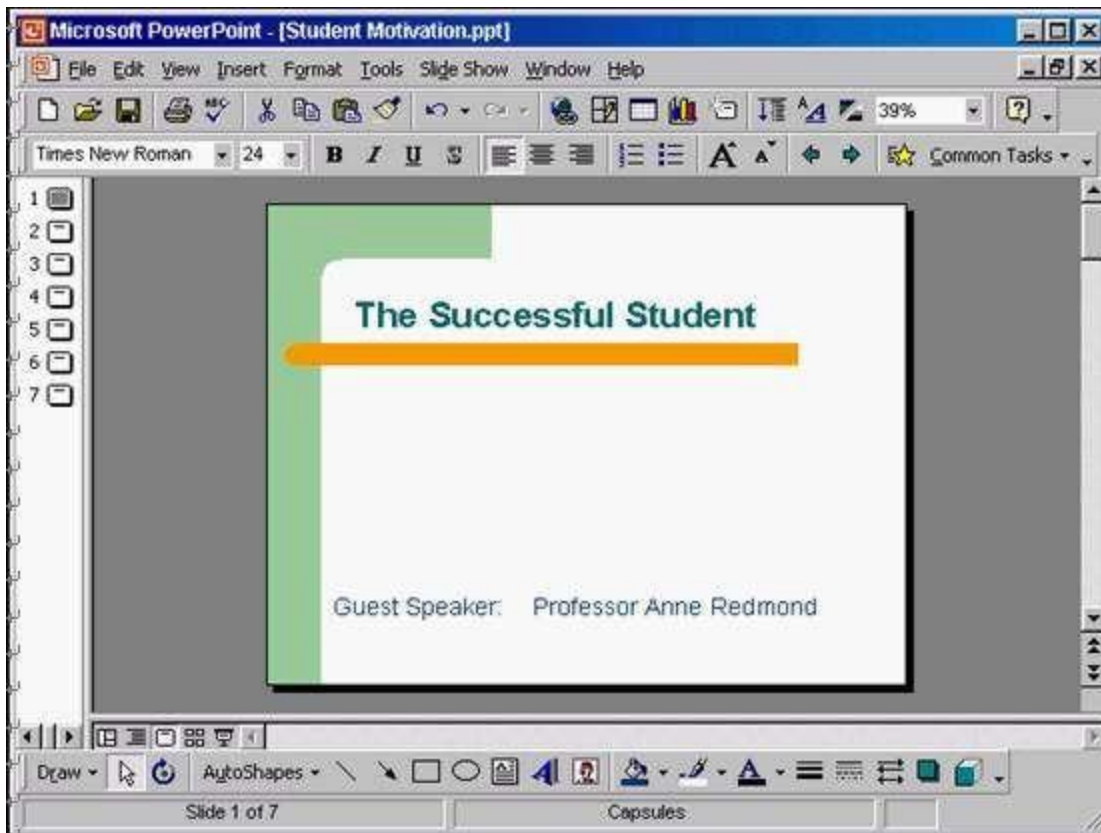 Microsoft PowerPoint - [Student Motivation.ppt]
File Edit View Insert Format Tools Slide Show Window Help
ABC A 39% ?
Times New Roman 24 B I U S A A Common Tasks
1
2
3
4
5
6
7
The Successful Student
Guest Speaker: Professor Anne Redmond
Draw AutoShapes A A
Slide 1 of 7 Capsules